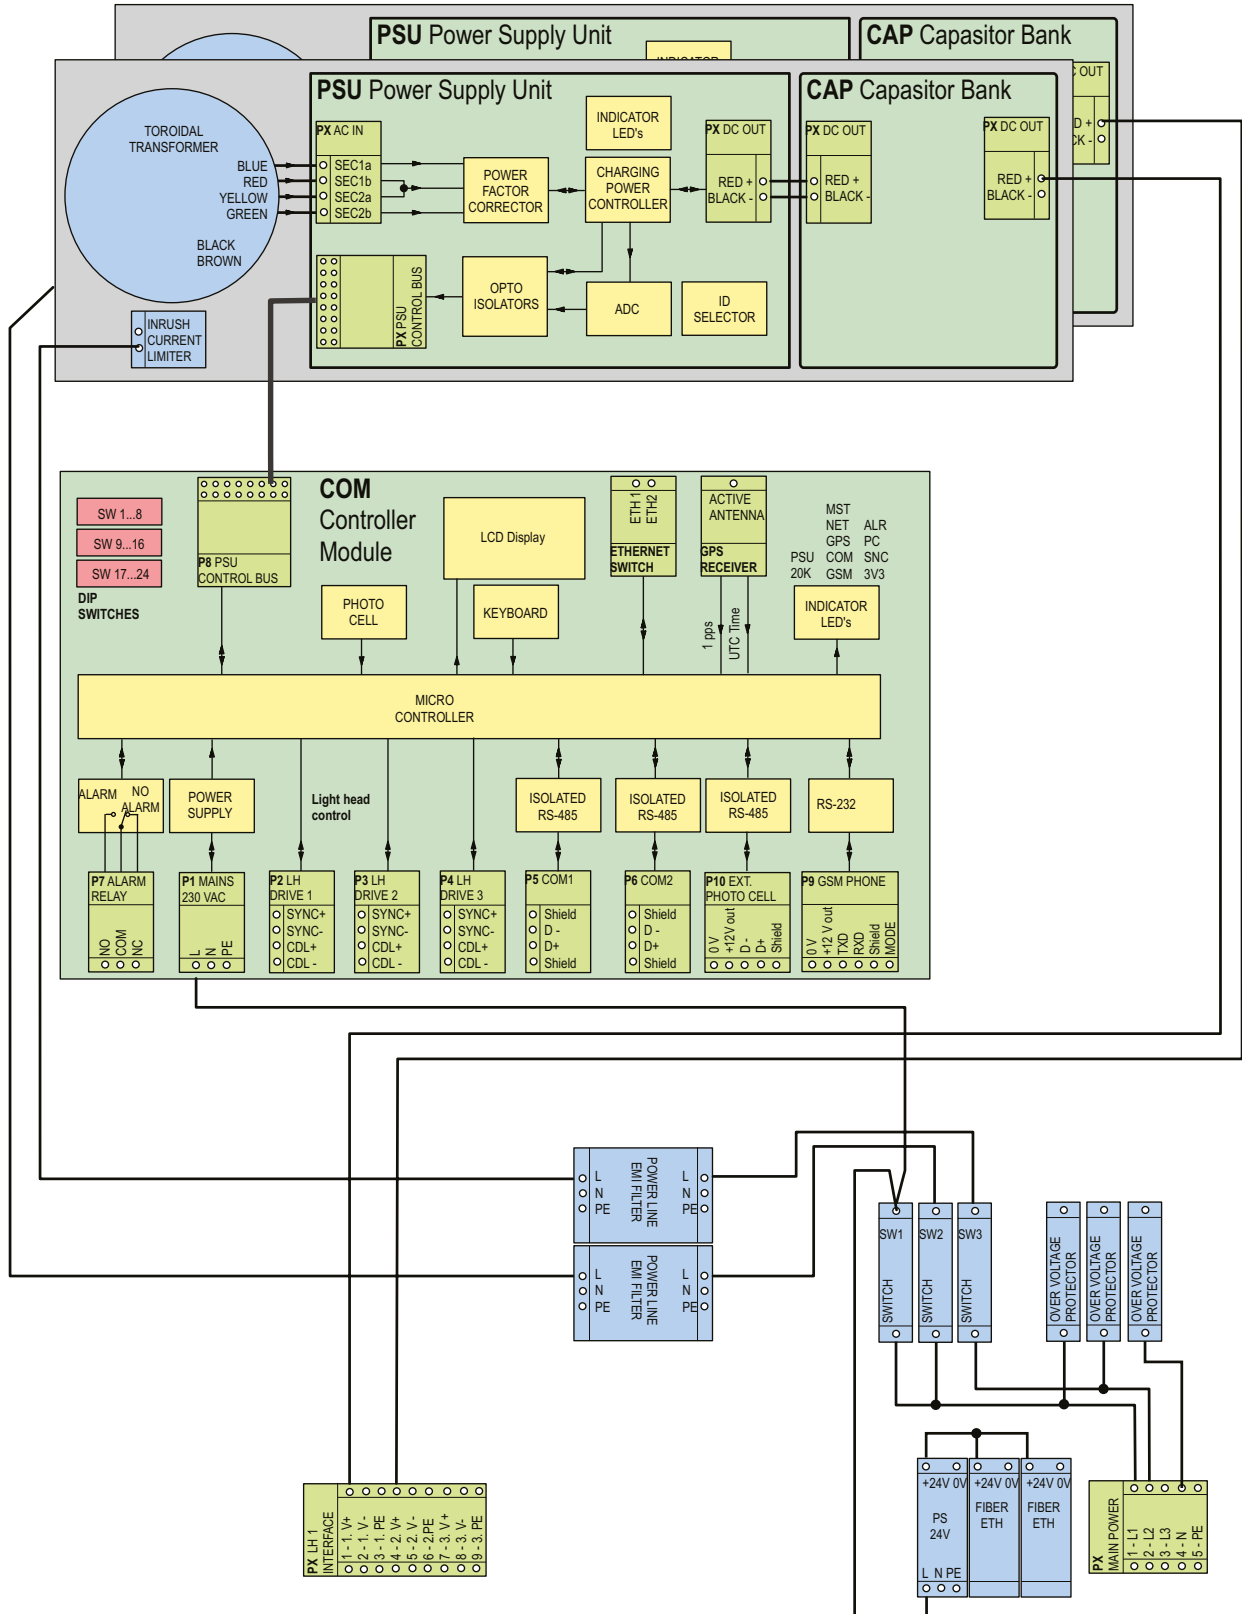 PSU Power Supply Unit
CAP Capasitor Bank
PSU Power Supply Unit
CAP Capasitor Bank
TOROIDAL
TRANSFORMER
BLUE
RED
YELLOW
GREEN
BLACK
BROWN
INRUSH
CURRENT
LIMITER
PX AC IN
SEC1a
SEC1b
SEC2a
SEC2b
POWER
FACTOR
CORRECTOR
INDICATOR
LED's
CHARGING
POWER
CONTROLLER
PX DC OUT
RED +
BLACK -
PX DC OUT
RED +
BLACK -
PX DC OUT
RED +
BLACK -
OUT
D +
CK -
PX PSU
CONTROL BUS
OPTO
ISOLATORS
ADC
ID
SELECTOR
COM
Controller
Module
SW 1...8
SW 9...16
SW 17...24
DIP
SWITCHES
P8 PSU
CONTROL BUS
PHOTO
CELL
LCD Display
KEYBOARD
ETH 1
ETH2
ETHERNET
SWITCH
ACTIVE
ANTENNA
GPS
RECEIVER
1 pps
UTC Time
MST
NET ALR
GPS PC
PSU COM SNC
20K GSM 3V3
INDICATOR
LED's
MICRO
CONTROLLER
ALARM
NO
ALARM
POWER
SUPPLY
Light head
control
ISOLATED
RS-485
ISOLATED
RS-485
ISOLATED
RS-485
RS-232
P7 ALARM
RELAY
NO
COM
NC
P1 MAINS
230 VAC
L
N
PE
P2 LH
DRIVE 1
SYNC+
SYNC-
CDL+
CDL -
P3 LH
DRIVE 2
SYNC+
SYNC-
CDL+
CDL -
P4 LH
DRIVE 3
SYNC+
SYNC-
CDL+
CDL -
P5 COM1
Shield
D -
D+
Shield
P6 COM2
Shield
D -
D+
Shield
P10 EXT.
PHOTO CELL
0 V
+12V out
D -
D+
Shield
P9 GSM PHONE
0 V
+12 V out
TXD
RXD
Shield
MODE
L
N
PE
POWER LINE
EMI FILTER
L
N
PE
L
N
PE
POWER LINE
EMI FILTER
L
N
PE
SW1
SWITCH
SW2
SWITCH
SW3
SWITCH
OVER VOLTAGE
PROTECTOR
OVER VOLTAGE
PROTECTOR
OVER VOLTAGE
PROTECTOR
PX LH 1
INTERFACE
1 - 1. V+
2 - 1. V-
3 - 1. PE
4 - 2. V+
5 - 2. V-
6 - 2.PE
7 - 3. V+
8 - 3. V-
9 - 3. PE
+24V 0V
PS
24V
L N PE
+24V 0V
FIBER
ETH
+24V 0V
FIBER
ETH
PX
MAIN POWER
1 - L1
2 - L2
3 - L3
4 - N
5 - PE